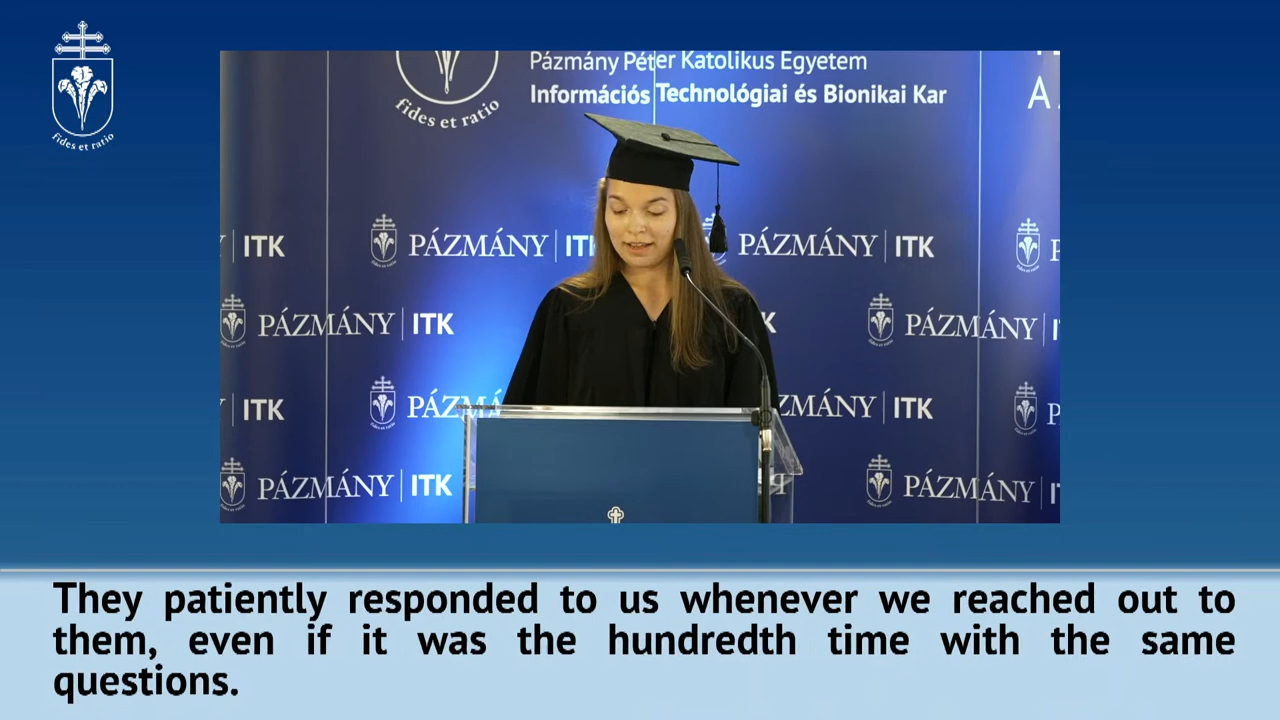 fides et ratio
Pázmány Péter Katolikus Egyetem
Információs Technológiai és Bionikai Kar
fides et ratio
A
ITK
PÁZMÁNY ITK
PÁZMÁNY ITK
PÁZMÁNY ITK
PÁZMÁNY
ITK
PÁZMÁNY ITK
PÁZMÁNY ITK
They patiently responded to us whenever we reached out to
them, even if it was the hundredth time with the same
questions.